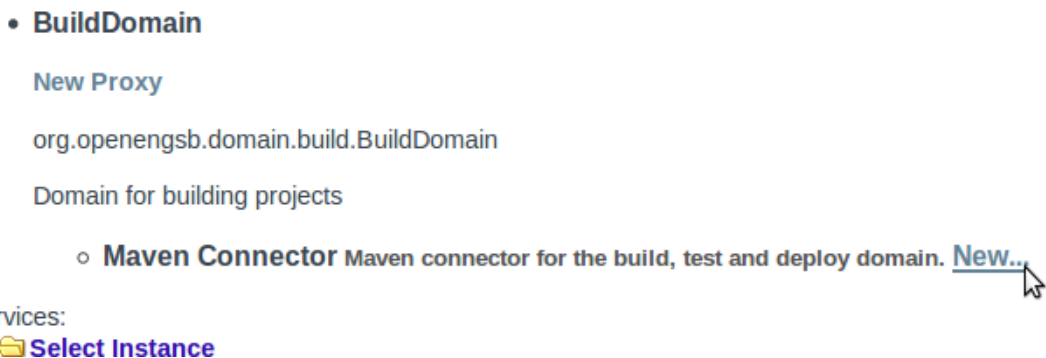 BuildDomain
New Proxy
org.openengsb.domain.build.BuildDomain
Domain for building projects
Maven Connector Maven connector for the build, test and deploy domain. New...
rvices:
Select Instance